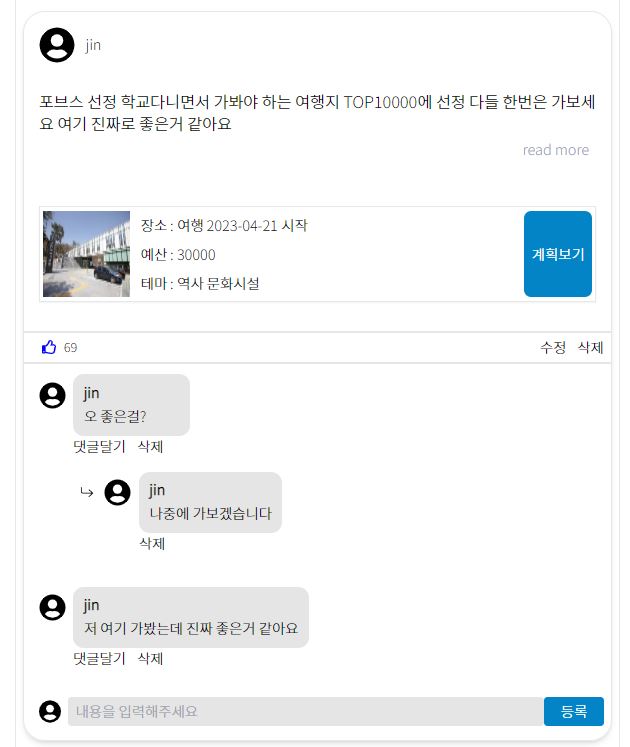 jin
포브스 선정 학교다니면서 가봐야 하는 여행지 TOP10000에 선정 다들 한번은 가보세
요 여기 진짜로 좋은거 같아요
read more
장소 : 여행 2023-04-21 시작
예산 : 30000
테마 : 역사 문화시설
계획보기
69
수정 삭제
jin
오 좋은걸?
댓글달기 삭제
jin
나중에 가보겠습니다
삭제
jin
저 여기 가봤는데 진짜 좋은거 같아요
댓글달기 삭제
내용을 입력해주세요
등록